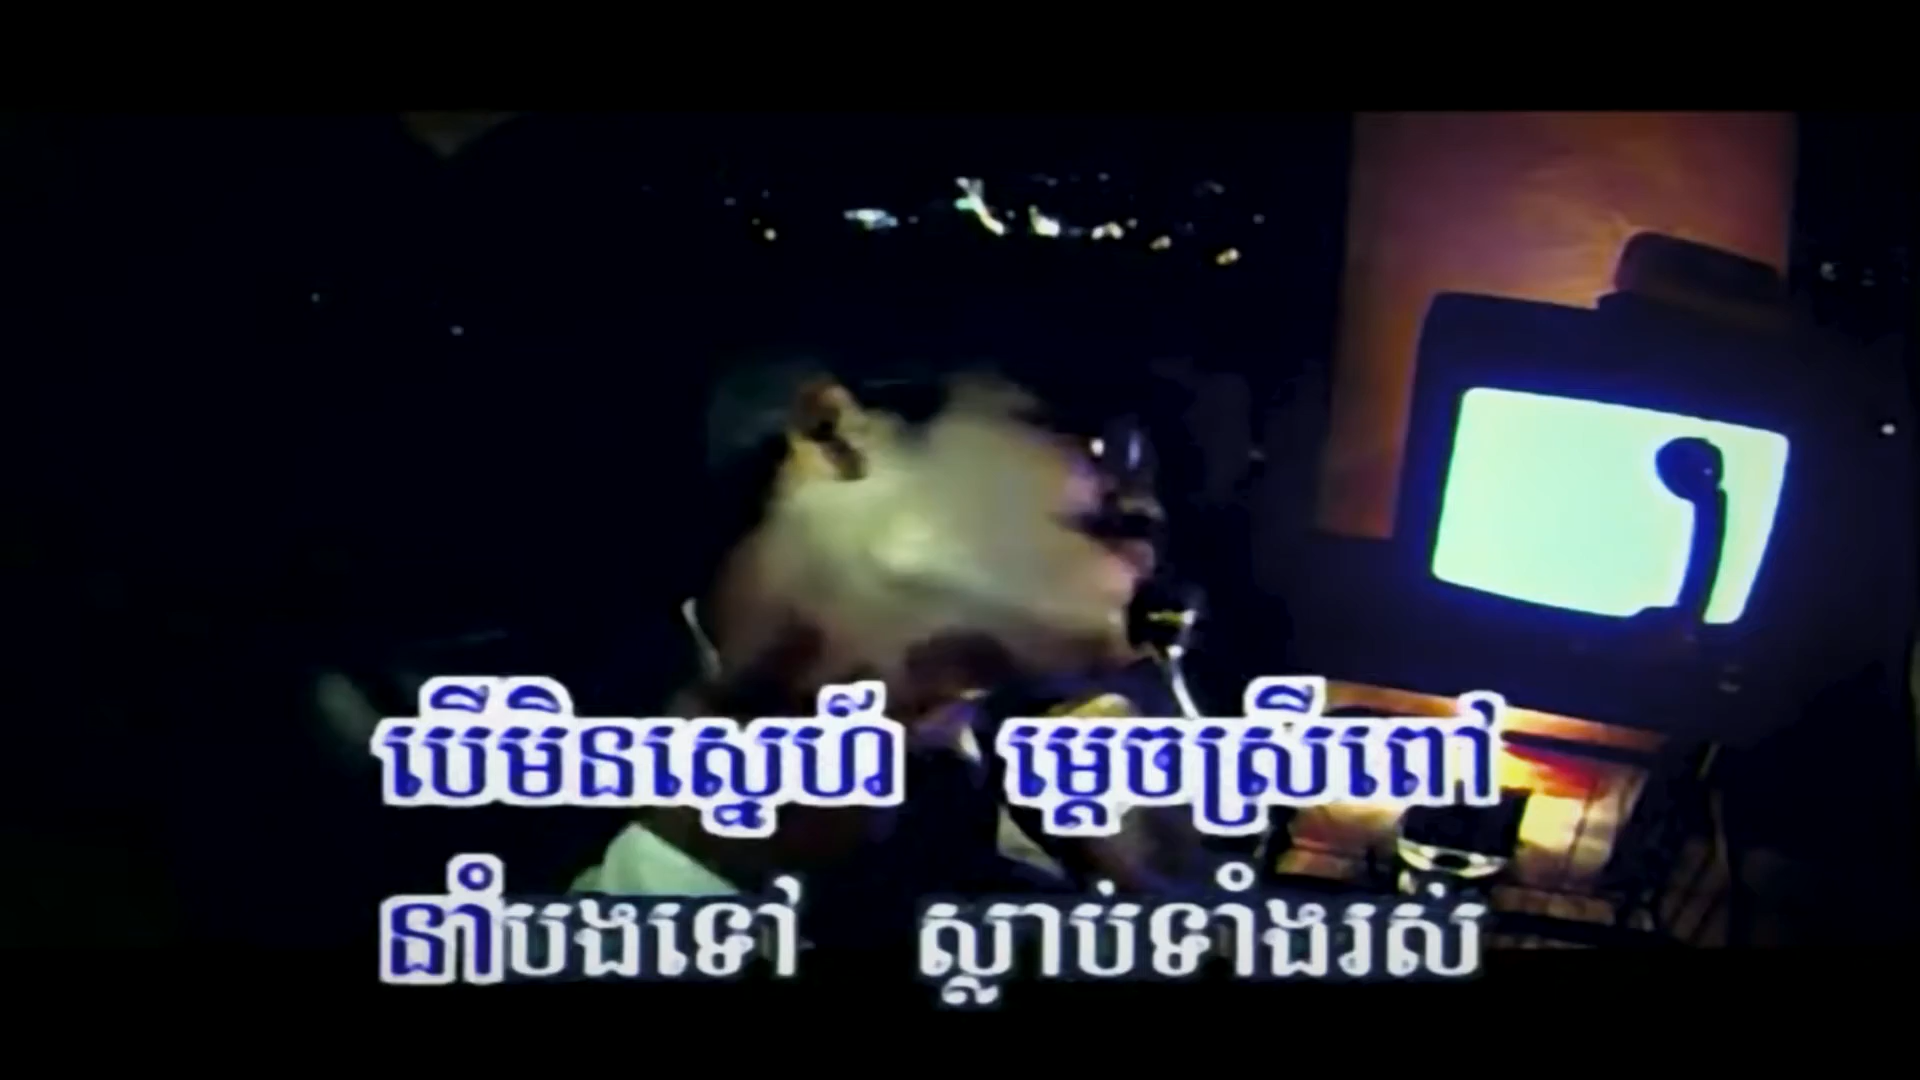 បើមិនស្នេហ៍ ម្ដេចស្រីពៅ
នាំបងទៅ ស្លាប់ទាំងរស់